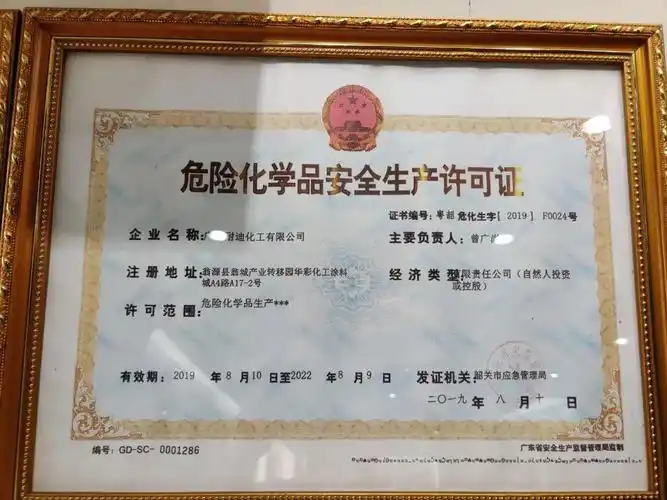 危险化学品安全生产许可证
证书编号：粤韶危化生字[2019]F0024号
企业名称：耐迪化工有限公司
主要负责人：曾广
注册地址：翁源县翁城产业转移园华彩化工涂料
城A4路A17-2号
经济类型：有限责任公司（自然人投资
或控股）
许可范围：危险化学品生产***
有效期：2019年8月10日至2022年8月9日
发证机关：韶关市应急管理局
二〇一九年八月十日
编号：GD-SC-0001286
广东省安全生产监督管理局监制